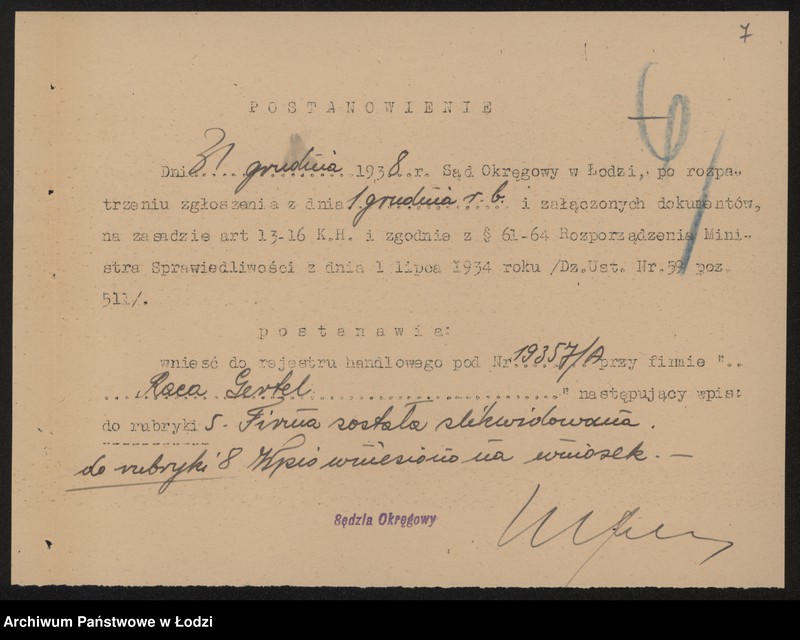 7
6
POSTANOWIENIE
Dnia 31 grudnia 1938 r. Sąd Okręgowy w Łodzi, po rozpa-
trzeniu zgłoszenia z dnia 1 grudnia r. b. i załączonych dokumentów,
na zasadzie art 13-16 K.H. i zgodnie z § 61-64 Rozporządzenia Mini-
stra Sprawiedliwości z dnia 1 lipca 1934 roku /Dz.Ust. Nr.59 poz.
511/.
postanawia:
wnieść do rejestru handlowego pod Nr 19357/A przy firmie "..
Raca Gertel " następujący wpis:
do rubryki 5. Firma została zlikwidowana.
do rubryki 8 Wpis wniesiono na wniosek. —
Sędzia Okręgowy
Archiwum Państwowe w Łodzi